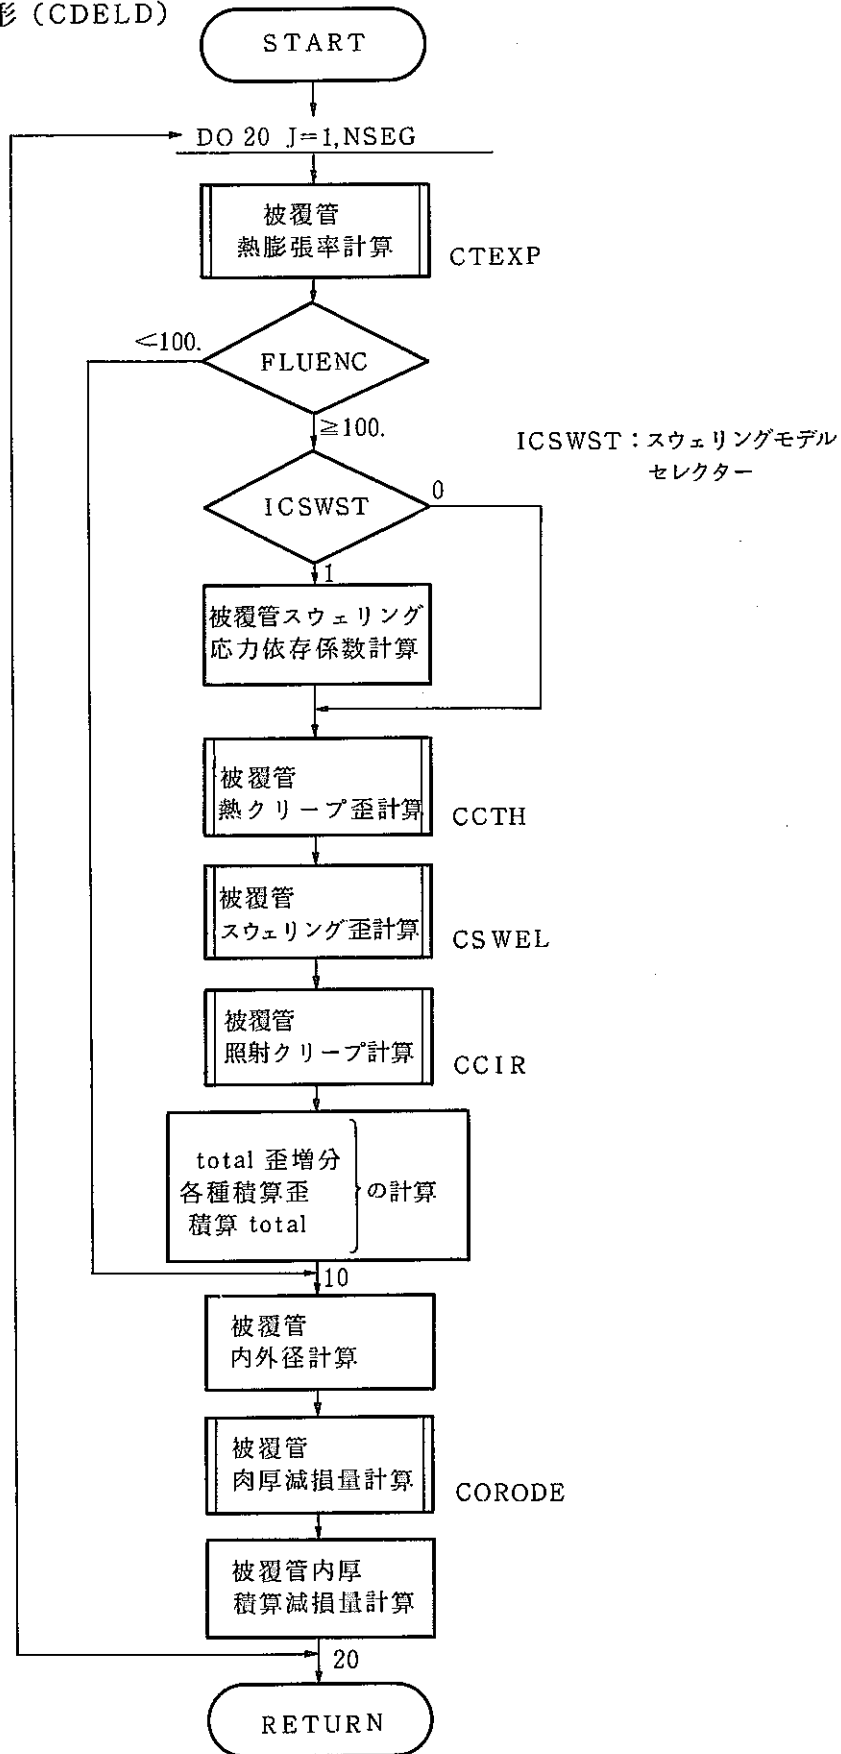 形 (CDELD)
START
DO 20 J=1,NSEG
被覆管
熱膨張率計算
CTEXP
<100.
FLUENC
≧100.
ICSWST：スウェリングモデル
セレクター
ICSWST
0
1
被覆管スウェリング
応力依存係数計算
被覆管
熱クリープ歪計算
CCTH
被覆管
スウェリング歪計算
CSWEL
被覆管
照射クリープ計算
CCIR
total 歪増分
各種積算歪
積算 total
の計算
10
被覆管
内外径計算
被覆管
肉厚減損量計算
CORODE
被覆管内厚
積算減損量計算
20
RETURN